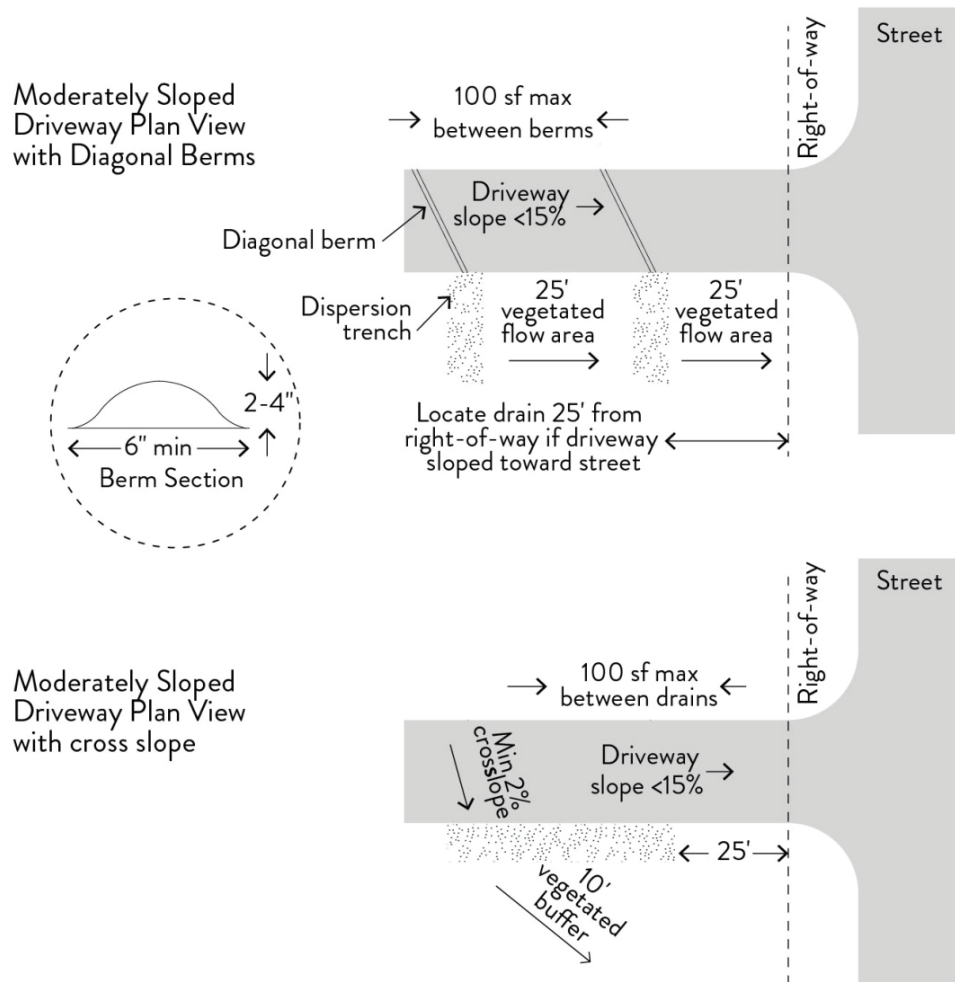 Street
Right-of-way
Moderately Sloped
Driveway Plan View
with Diagonal Berms
100 sf max
between berms
Driveway
slope <15%
Diagonal berm
Dispersion
trench
25'
vegetated
flow area
25'
vegetated
flow area
2-4"
6" min
Berm Section
Locate drain 25' from
right-of-way if driveway
sloped toward street
Street
Right-of-way
Moderately Sloped
Driveway Plan View
with cross slope
100 sf max
between drains
Min 2%
crosslope
Driveway
slope <15%
25'
10'
vegetated
buffer